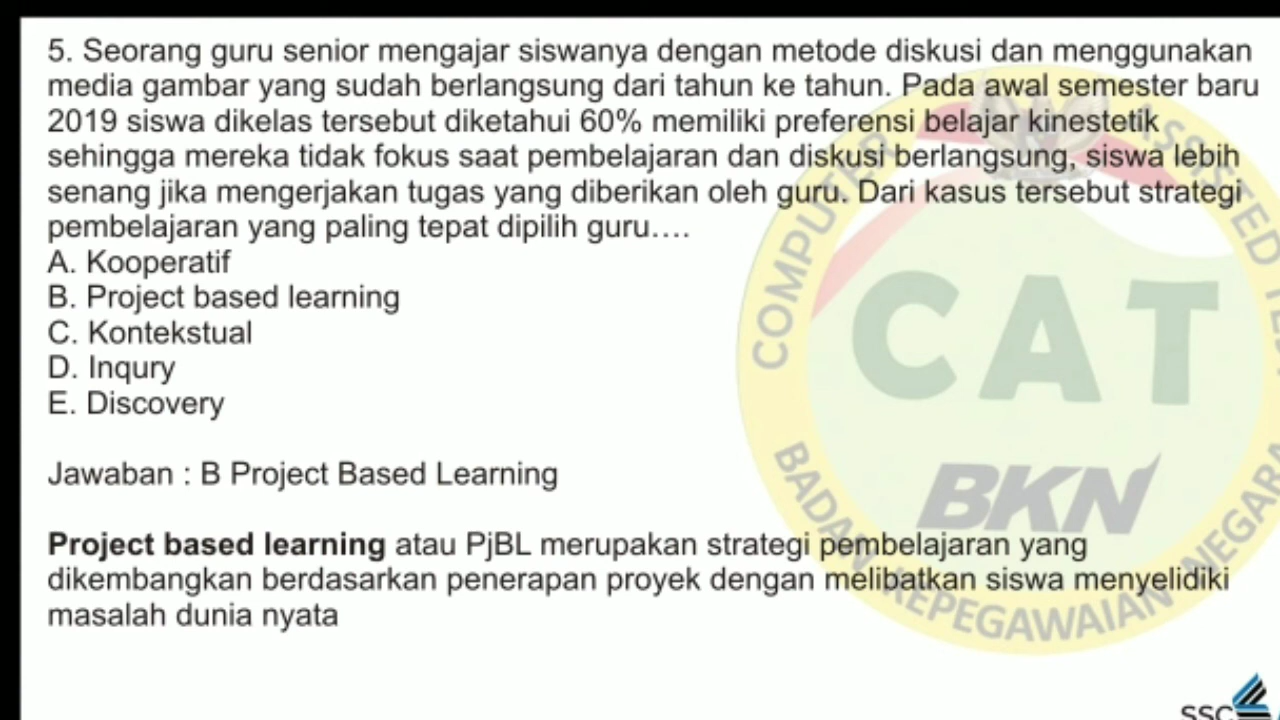 5. Seorang guru senior mengajar siswanya dengan metode diskusi dan menggunakan
media gambar yang sudah berlangsung dari tahun ke tahun. Pada awal semester baru
2019 siswa dikelas tersebut diketahui 60% memiliki preferensi belajar kinestetik
sehingga mereka tidak fokus saat pembelajaran dan diskusi berlangsung, siswa lebih
senang jika mengerjakan tugas yang diberikan oleh guru. Dari kasus tersebut strategi
pembelajaran yang paling tepat dipilih guru....
A. Kooperatif
B. Project based learning
C. Kontekstual
D. Inqury
E. Discovery
Jawaban : B Project Based Learning
Project based learning atau PjBL merupakan strategi pembelajaran yang
dikembangkan berdasarkan penerapan proyek dengan melibatkan siswa menyelidiki
masalah dunia nyata
COMPUTER ASSISTED
CAT
BKN
BADAN KEPEGAWAIAN NEGARA
SSC